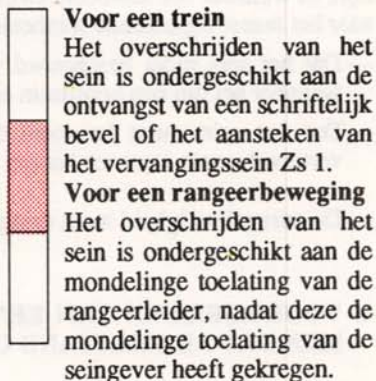 Voor een trein
Het overschrijden van het
sein is ondergeschikt aan de
ontvangst van een schriftelijk
bevel of het aansteken van
het vervangingssein Zs 1.
Voor een rangeerbeweging
Het overschrijden van het
sein is ondergeschikt aan de
mondelinge toelating van de
rangeerleider, nadat deze de
mondelinge toelating van de
seingever heeft gekregen.